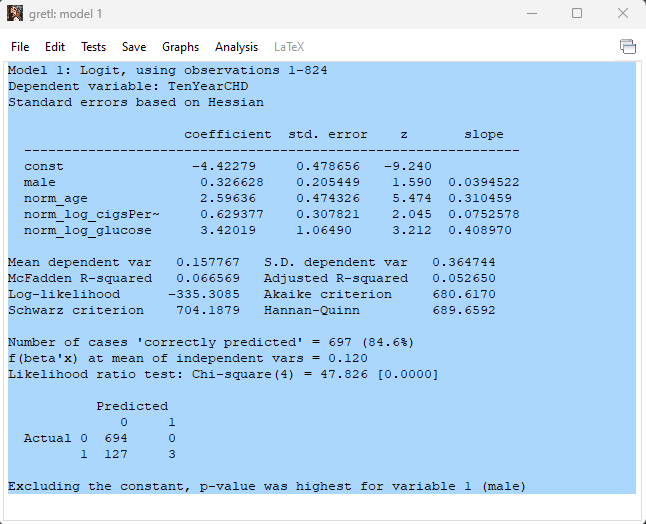 gretl: model 1
File Edit Tests Save Graphs Analysis LaTeX
Model 1: Logit, using observations 1-824
Dependent variable: TenYearCHD
Standard errors based on Hessian
coefficient std. error z slope
---------------------------------------------------------------
const -4.42279 0.478656 -9.240
male 0.326628 0.205449 1.590 0.0394522
norm_age 2.59636 0.474326 5.474 0.310459
norm_log_cigsPer~ 0.629377 0.307821 2.045 0.0752578
norm_log_glucose 3.42019 1.06490 3.212 0.408970
Mean dependent var 0.157767 S.D. dependent var 0.364744
McFadden R-squared 0.066569 Adjusted R-squared 0.052650
Log-likelihood -335.3085 Akaike criterion 680.6170
Schwarz criterion 704.1879 Hannan-Quinn 689.6592
Number of cases 'correctly predicted' = 697 (84.6%)
f(beta'x) at mean of independent vars = 0.120
Likelihood ratio test: Chi-square(4) = 47.826 [0.0000]
Predicted
0 1
Actual 0 694 0
1 127 3
Excluding the constant, p-value was highest for variable 1 (male)